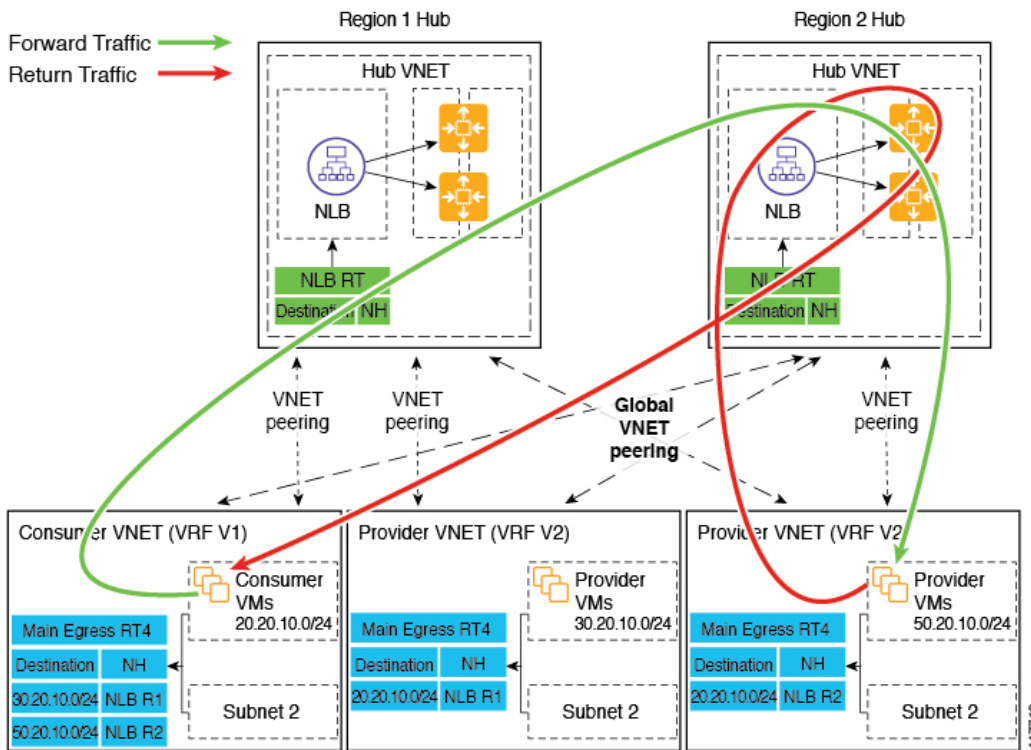 Region 1 Hub
Region 2 Hub
Forward Traffic
Return Traffic
Hub VNET
Hub VNET
NLB
NLB
NLB RT
Destination NH
NLB RT
Destination NH
VNET
peering
VNET
peering
Global
VNET
peering
VNET
peering
Consumer VNET (VRF V1)
Consumer
VMs
20.20.10.0/24
Main Egress RT4
Destination NH
30.20.10.0/24 NLB R1
50.20.10.0/24 NLB R2
Subnet 2
Provider VNET (VRF V2)
Provider
VMs
30.20.10.0/24
Main Egress RT4
Destination NH
20.20.10.0/24 NLB R1
Subnet 2
Provider VNET (VRF V2
Provider
VMs
50.20.10.0/24
Main Egress RT4
Destination NH
20.20.10.0/24 NLB R2
Subnet 2